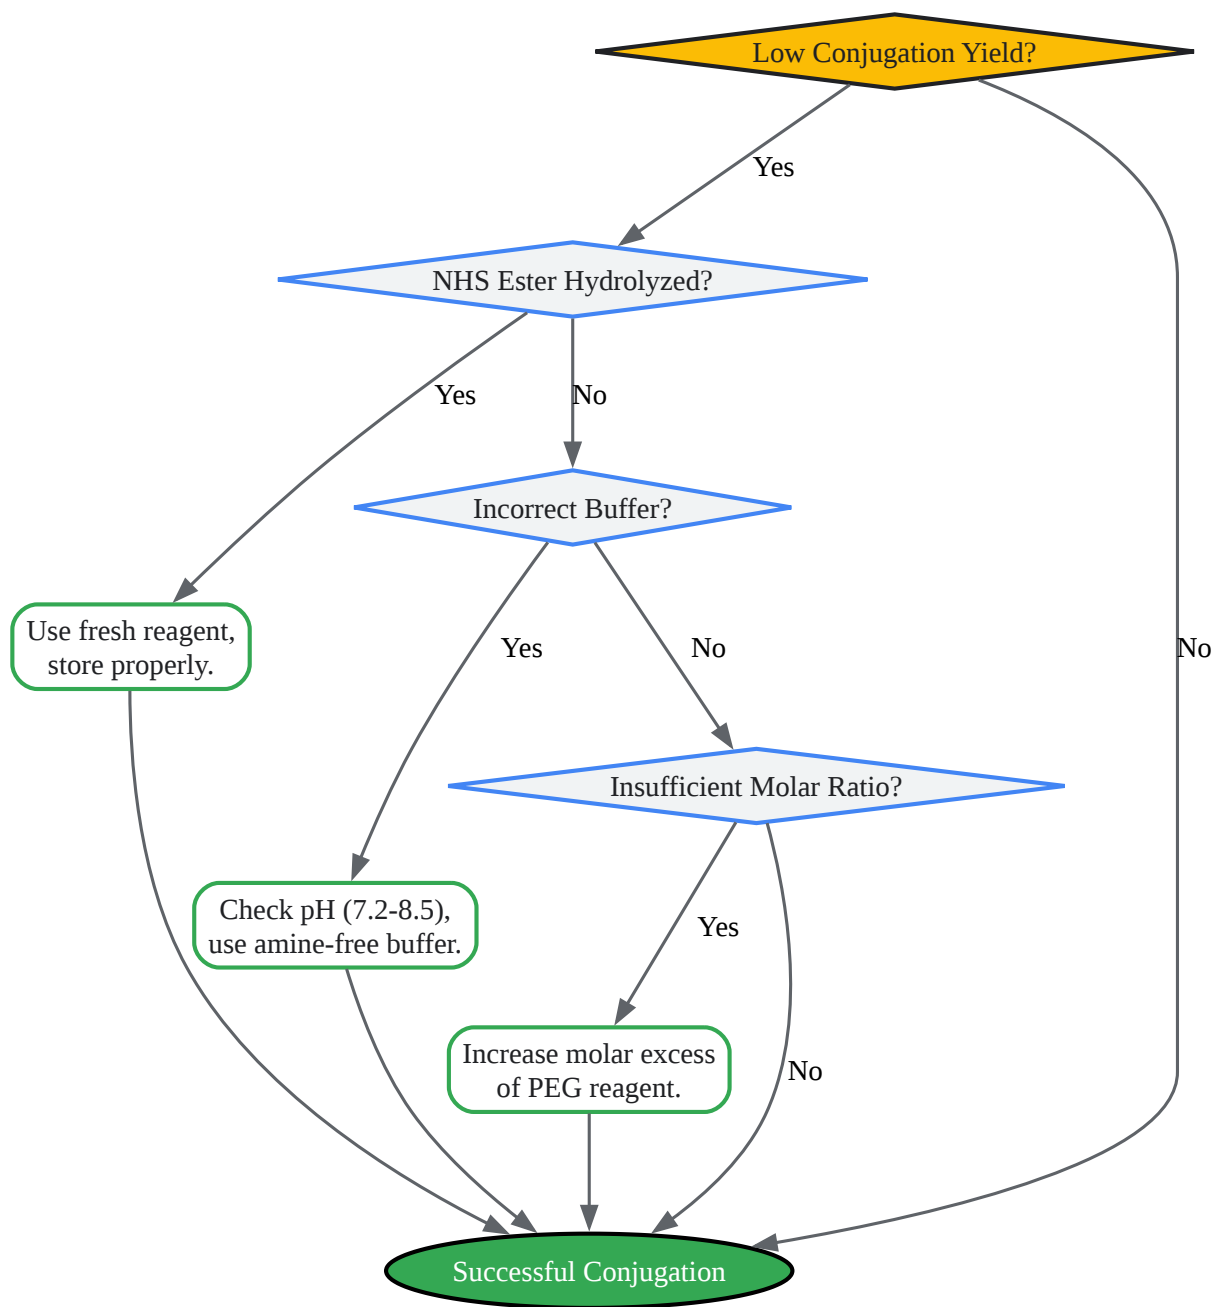 Low Conjugation Yield?
Yes
NHS Ester Hydrolyzed?
Yes
No
Incorrect Buffer?
Use fresh reagent,
store properly.
Yes
No
No
Insufficient Molar Ratio?
Check pH (7.2-8.5),
use amine-free buffer.
Yes
Increase molar excess
of PEG reagent.
No
Successful Conjugation